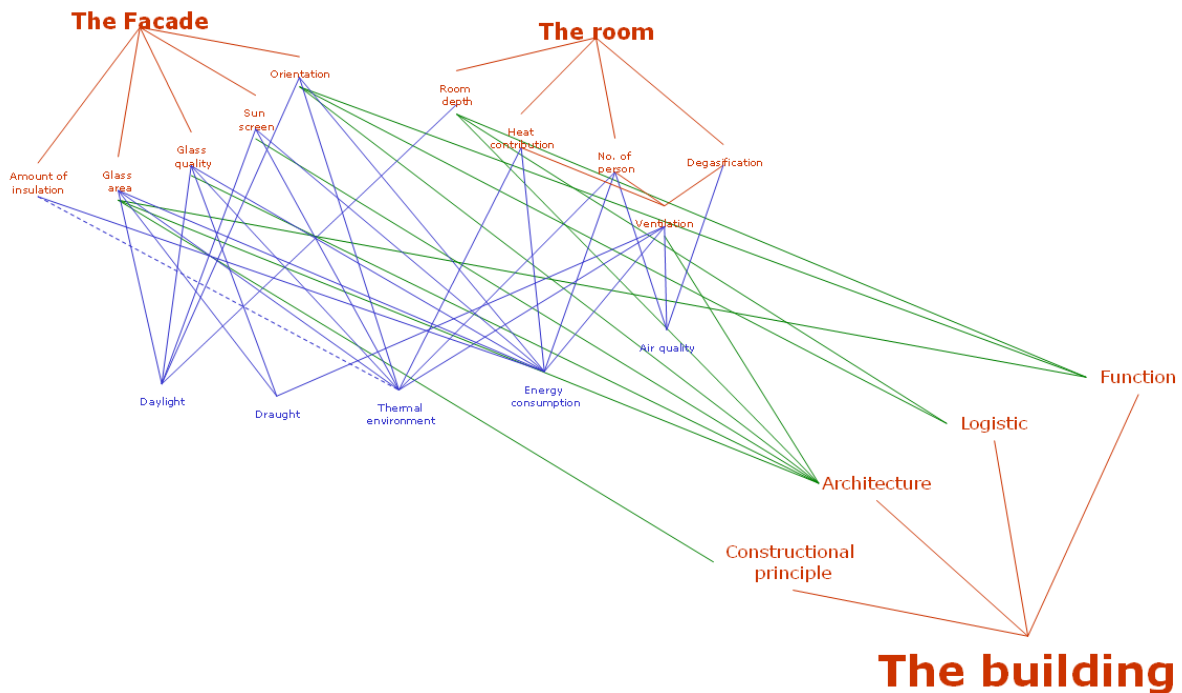 The Facade
The room
Orientation
Room
depth
Sun
screen
Heat
contribution
Glass
quality
No. of
person
Degasification
Amount of
insulation
Glass
area
Ventilation
Air quality
Function
Daylight
Draught
Thermal
environment
Energy
consumption
Logistic
Architecture
Constructional
principle
The building